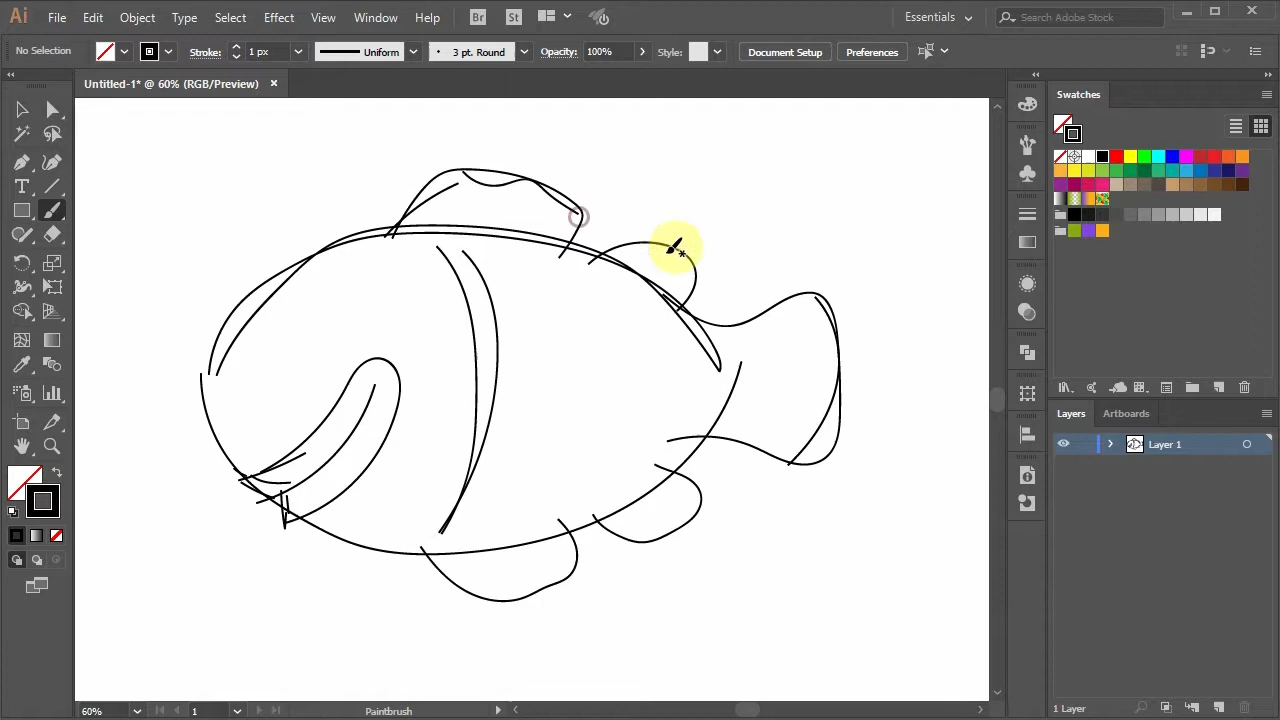 Ai File Edit Object Type Select Effect View Window Help Br St Essentials Search Adobe Stock
No Selection Stroke: 1 px Uniform 3 pt. Round Opacity: 100% Style: Document Setup Preferences
Untitled-1* @ 60% (RGB/Preview) ×
Swatches
Layers Artboards
Layer 1
60% 1 Paintbrush 1 Layer